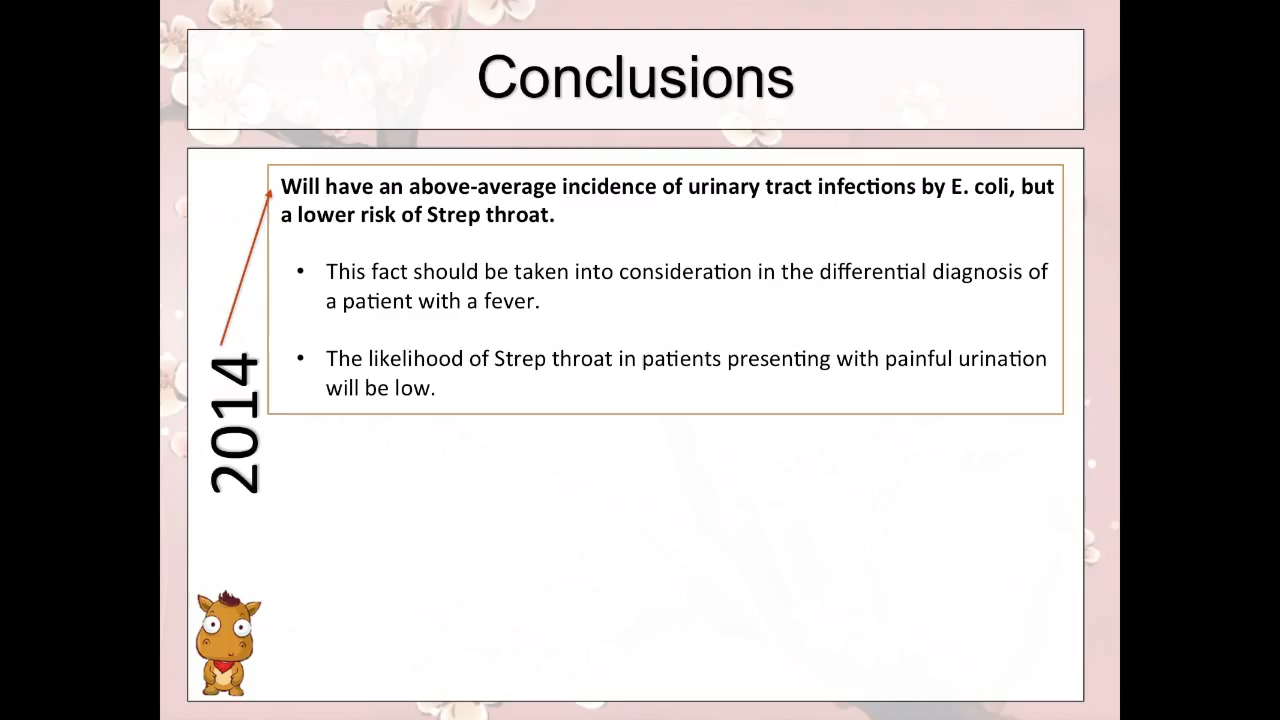 Conclusions
Will have an above-average incidence of urinary tract infections by E. coli, but
a lower risk of Strep throat.
• This fact should be taken into consideration in the differential diagnosis of
a patient with a fever.
• The likelihood of Strep throat in patients presenting with painful urination
will be low.
2014